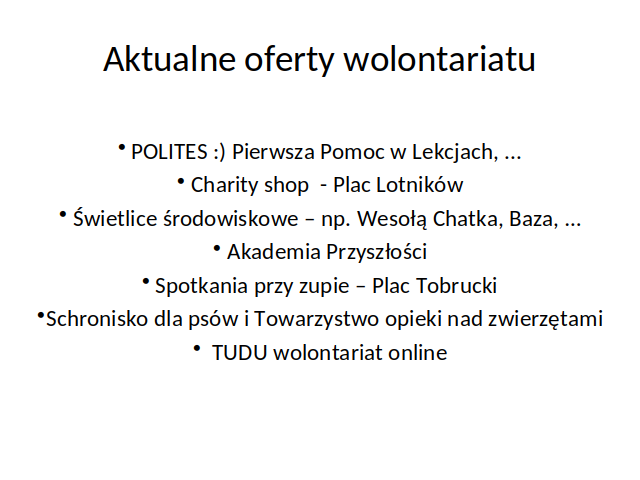 Aktualne oferty wolontariatu
• POLITES :) Pierwsza Pomoc w Lekcjach, ...
• Charity shop  - Plac Lotników
• Świetlice środowiskowe – np. Wesołą Chatka, Baza, ...
• Akademia Przyszłości
• Spotkania przy zupie – Plac Tobrucki
•Schronisko dla psów i Towarzystwo opieki nad zwierzętami
•  TUDU wolontariat online